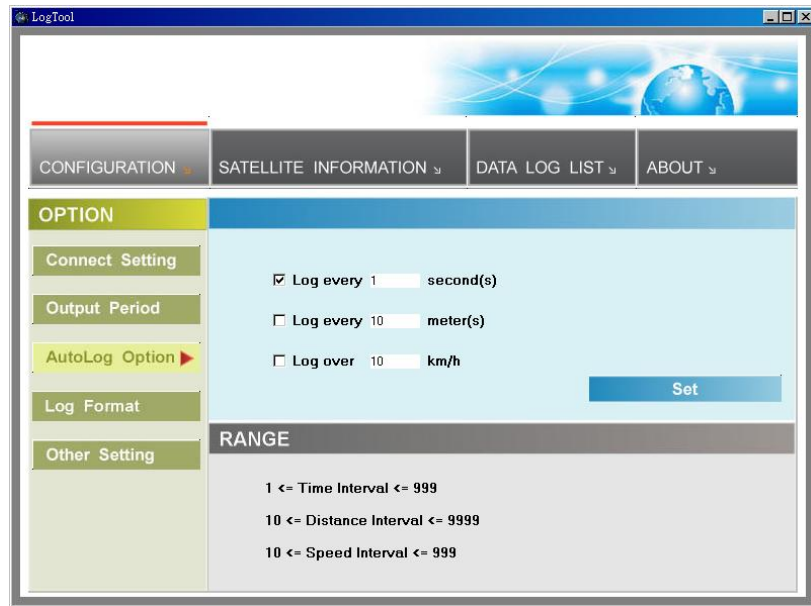 LogTool
CONFIGURATION SATELLITE INFORMATION DATA LOG LIST ABOUT
OPTION
Connect Setting
Output Period
AutoLog Option
Log Format
Other Setting
Log every 1 second(s)
Log every 10 meter(s)
Log over 10 km/h
Set
RANGE
1 <= Time Interval <= 999
10 <= Distance Interval <= 9999
10 <= Speed Interval <= 999